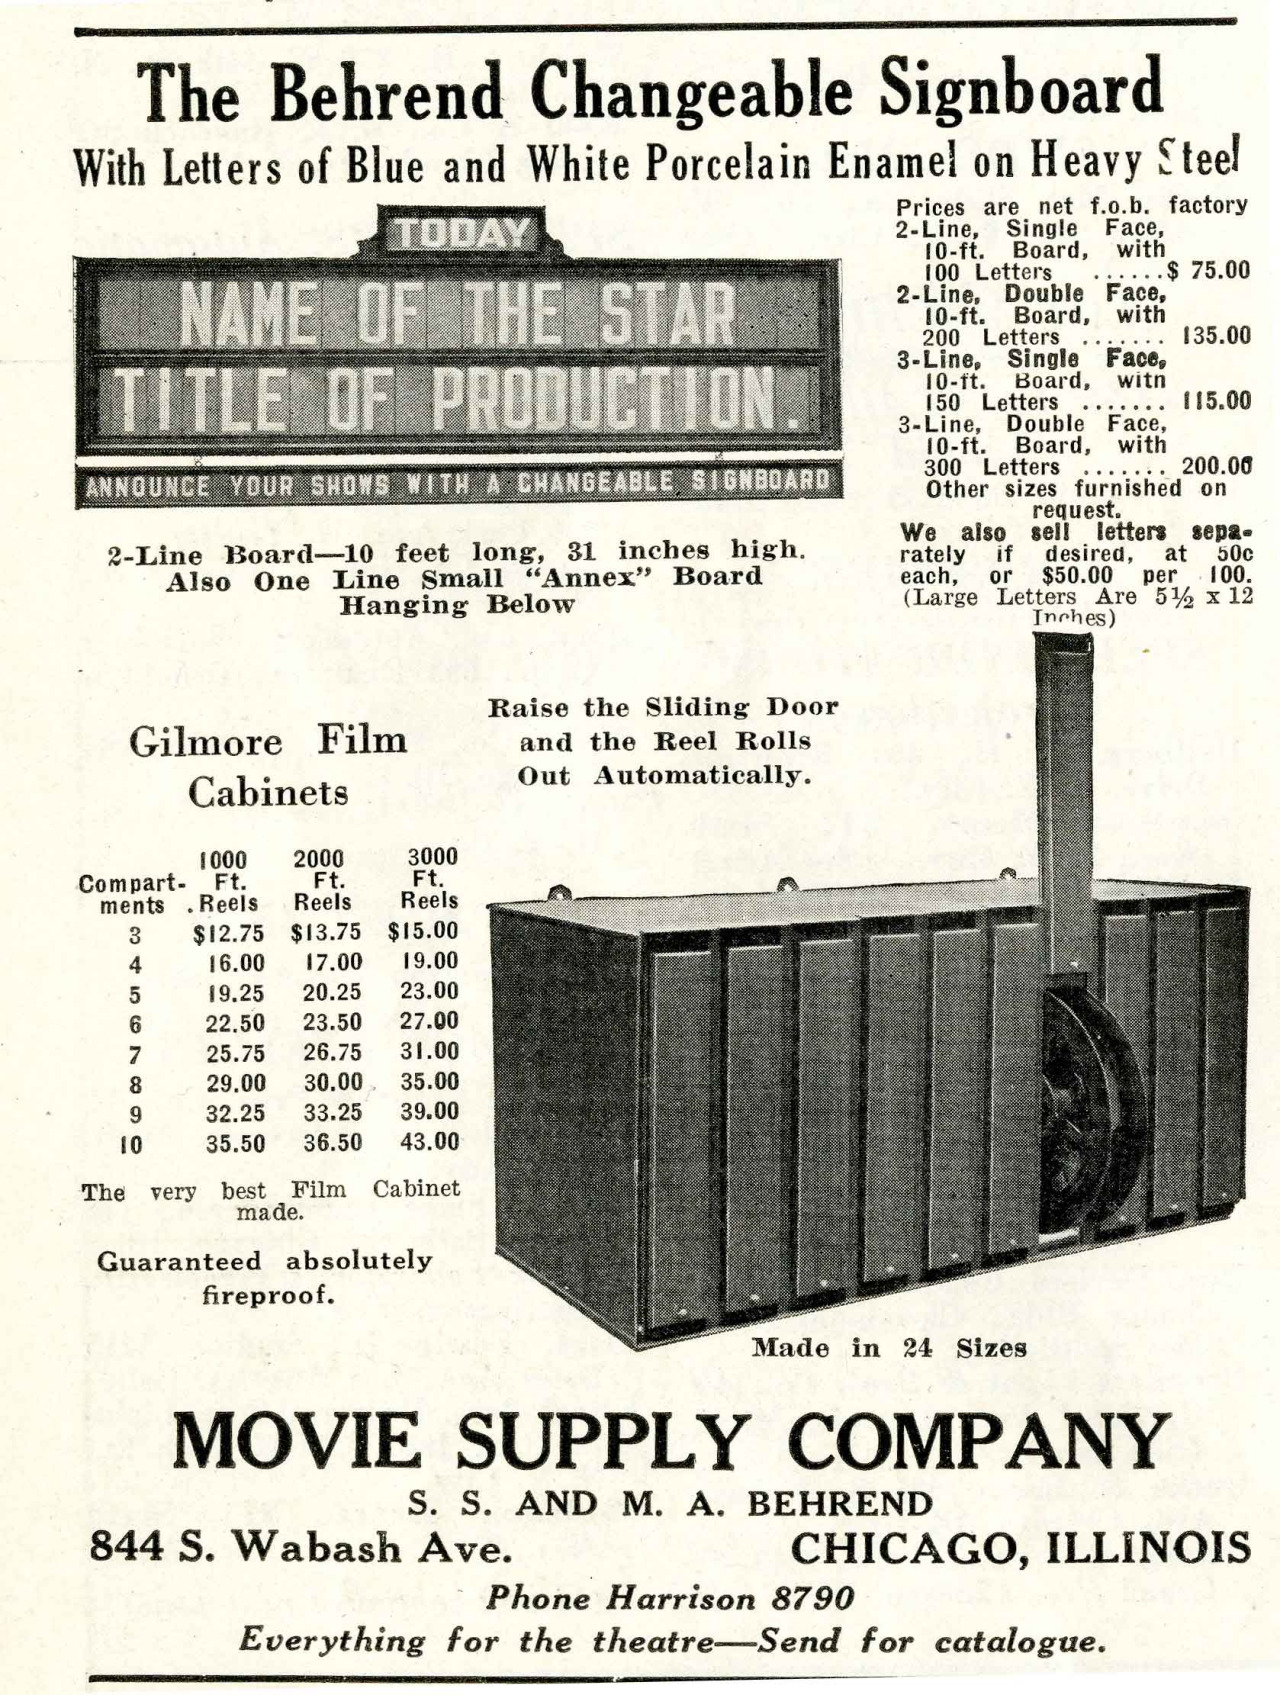 The Behrend Changeable Signboard
With Letters of Blue and White Porcelain Enamel on Heavy Steel
TODAY
NAME OF THE STAR
TITLE OF PRODUCTION.
ANNOUNCE YOUR SHOWS WITH A CHANGEABLE SIGNBOARD
2-Line Board—10 feet long, 31 inches high.
Also One Line Small “Annex” Board
Hanging Below
Prices are net f.o.b. factory
2-Line, Single Face,
10-ft. Board, with
100 Letters ......$ 75.00
2-Line, Double Face,
10-ft. Board, with
200 Letters ....... 135.00
3-Line, Single Face,
10-ft. Board, witn
150 Letters ....... 115.00
3-Line, Double Face,
10-ft. Board, with
300 Letters ....... 200.00
Other sizes furnished on
request.
We also sell letters sepa-
rately if desired, at 50c
each, or $50.00 per 100.
(Large Letters Are 5½ x 12
Inches)
Raise the Sliding Door
and the Reel Rolls
Out Automatically.
Gilmore Film
Cabinets
1000 2000 3000
Compart- Ft. Ft. Ft.
ments . Reels Reels Reels
3 $12.75 $13.75 $15.00
4 16.00 17.00 19.00
5 19.25 20.25 23.00
6 22.50 23.50 27.00
7 25.75 26.75 31.00
8 29.00 30.00 35.00
9 32.25 33.25 39.00
10 35.50 36.50 43.00
The very best Film Cabinet
made.
Guaranteed absolutely
fireproof.
Made in 24 Sizes
MOVIE SUPPLY COMPANY
S. S. AND M. A. BEHREND
844 S. Wabash Ave. CHICAGO, ILLINOIS
Phone Harrison 8790
Everything for the theatre—Send for catalogue.